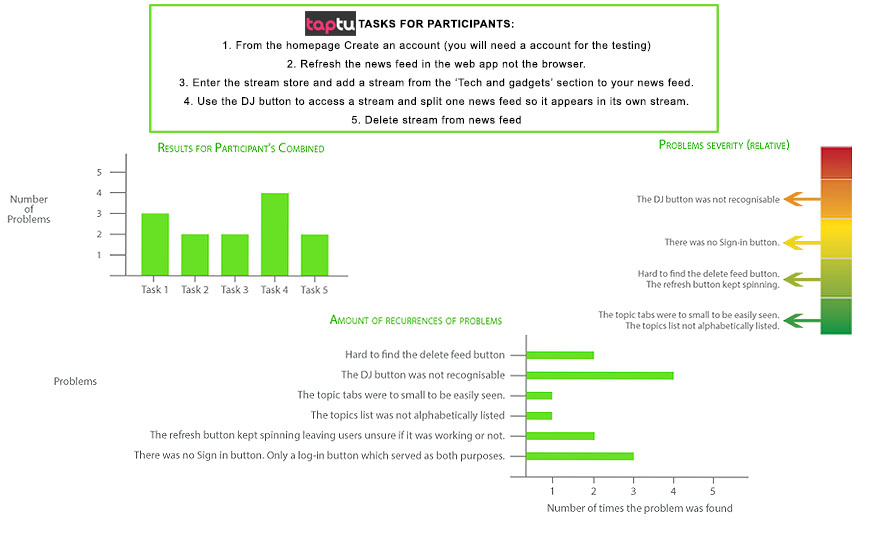 taptu TASKS FOR PARTICIPANTS:
1. From the homepage Create an account (you will need a account for the testing)
2. Refresh the news feed in the web app not the browser.
3. Enter the stream store and add a stream from the ‘Tech and gadgets’ section to your news feed.
4. Use the DJ button to access a stream and split one news feed so it appears in its own stream.
5. Delete stream from news feed
Results for Participant's Combined
Number
of
Problems
5
4
3
2
1
Task 1 Task 2 Task 3 Task 4 Task 5
Problems severity (relative)
The DJ button was not recognisable
There was no Sign-in button.
Hard to find the delete feed button.
The refresh button kept spinning.
The topic tabs were to small to be easily seen.
The topics list not alphabetically listed.
Amount of recurrences of problems
Problems
Hard to find the delete feed button
The DJ button was not recognisable
The topic tabs were to small to be easily seen.
The topics list was not alphabetically listed
The refresh button kept spinning leaving users unsure if it was working or not.
There was no Sign in button. Only a log-in button which served as both purposes.
1 2 3 4 5
Number of times the problem was found